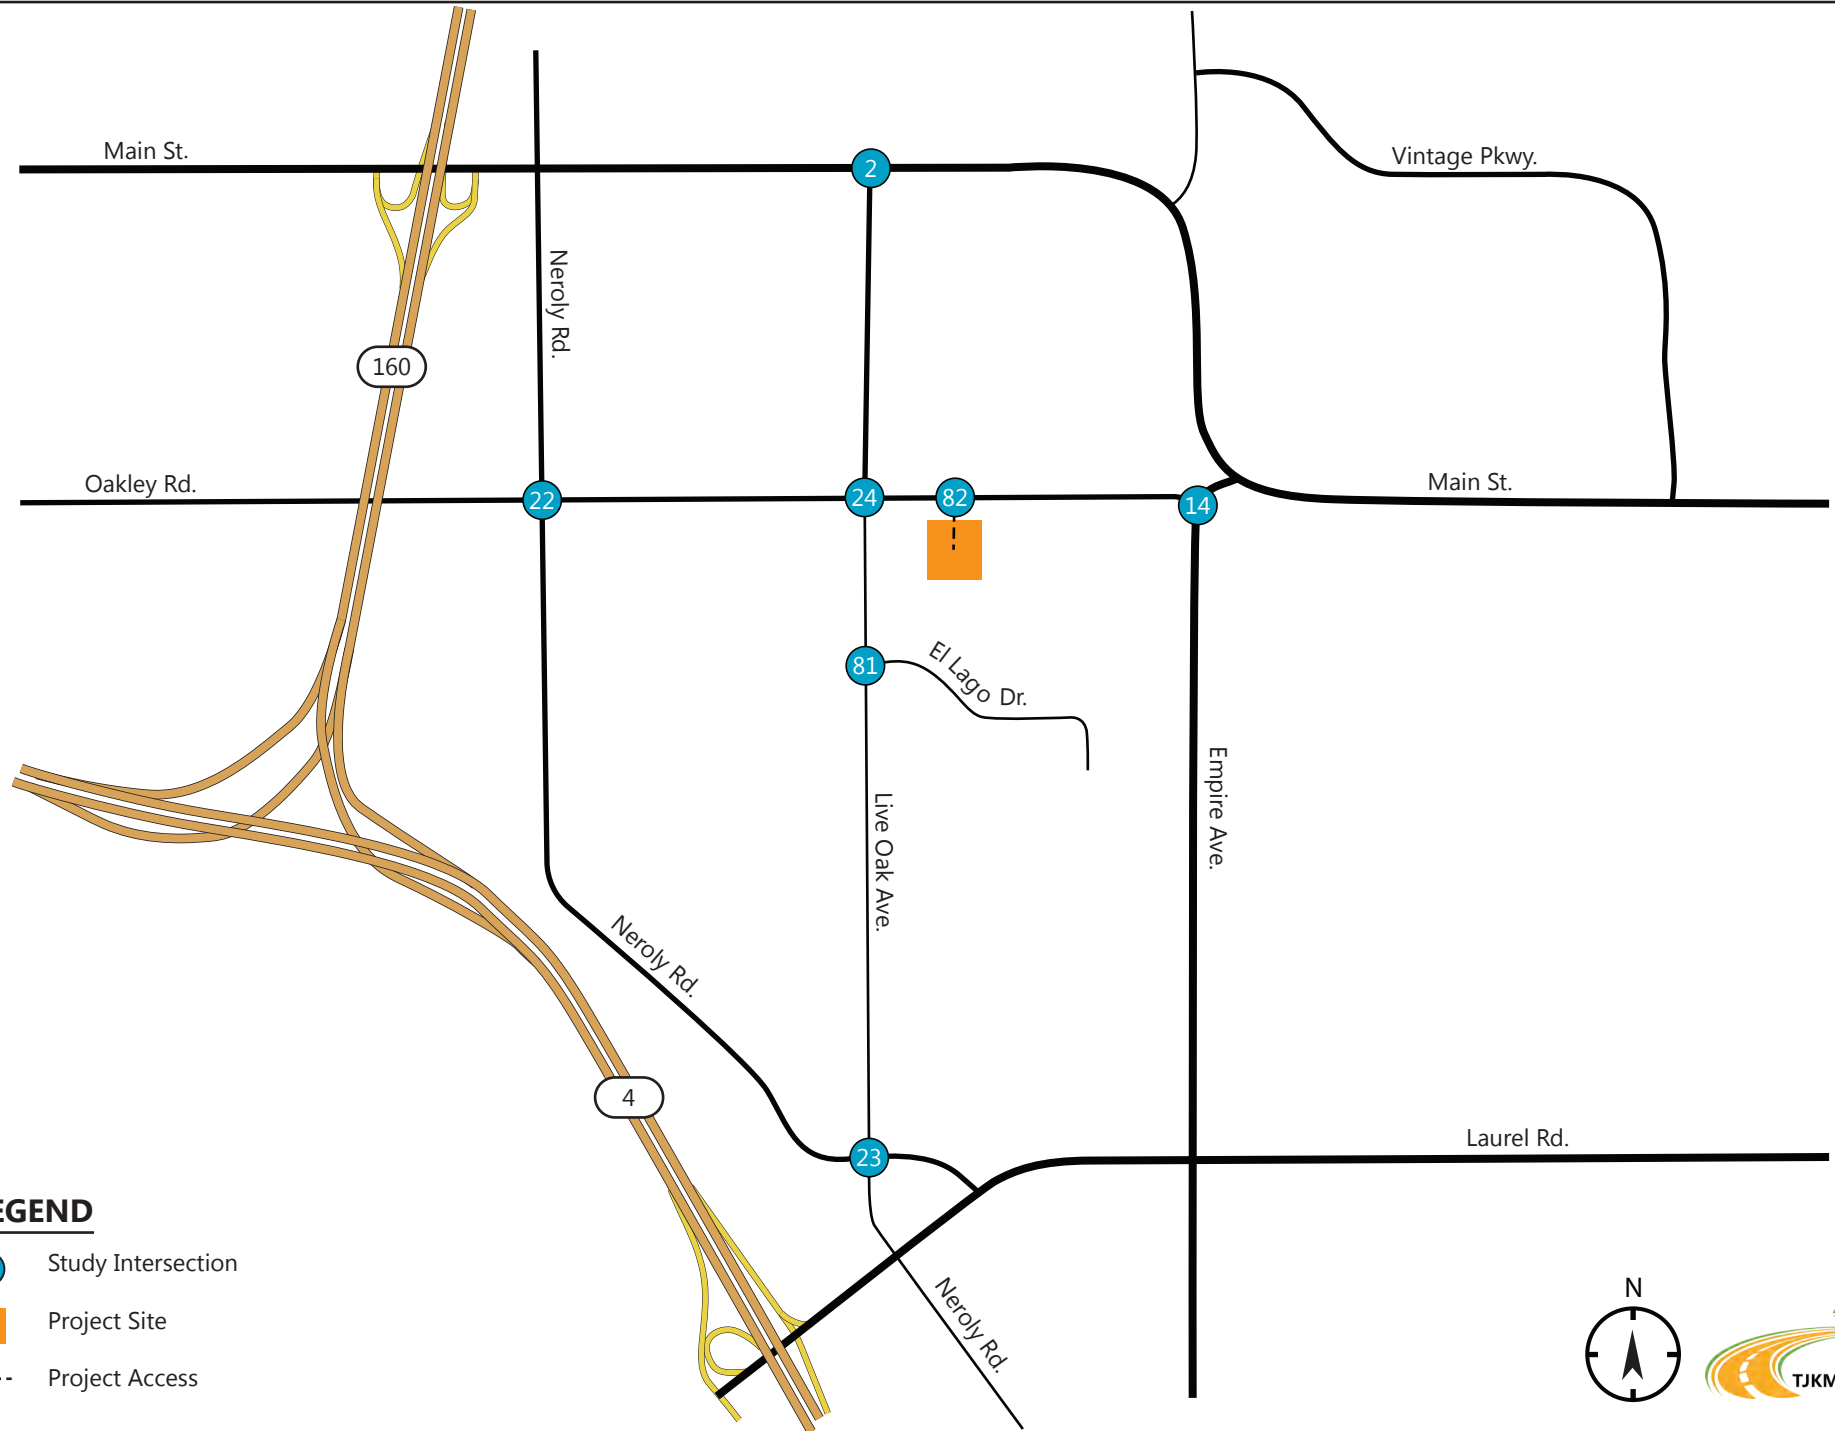 Main St.
2
Vintage Pkwy.
Neroly Rd.
160
Oakley Rd.
22
24
82
14
Main St.
81
El Lago Dr.
Empire Ave.
Live Oak Ave.
Neroly Rd.
4
23
Laurel Rd.
EGEND
Study Intersection
Neroly Rd.
N
Project Site
Project Access
TJKM